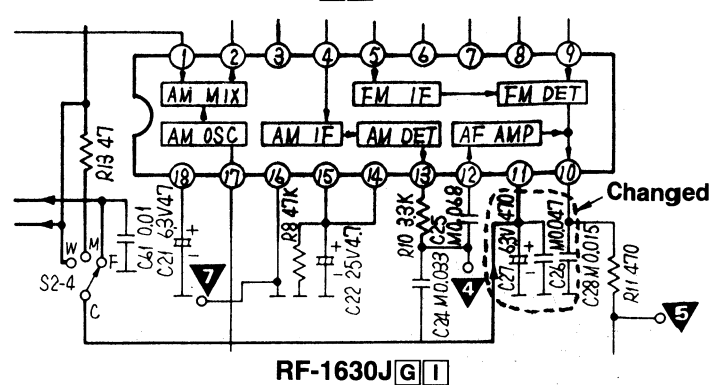 1 2 3 4 5 6 7 8 9
AM MIX
FM IF
FM DET
AM OSC
AM IF
AM DET
AF AMP
18 17 16 15 14 13 12 11 10
R13 47
W M F
S2-4
C
C61 0.01
C21 6.3V47
7
R8 47K
C22 25V4.7
R10 3.3K
C25
M0.068
C24 M0.033
4
C27 6.3V 470
C26 M0.047
C28 M0.015
R11 470
5
Changed
RF-1630J G I